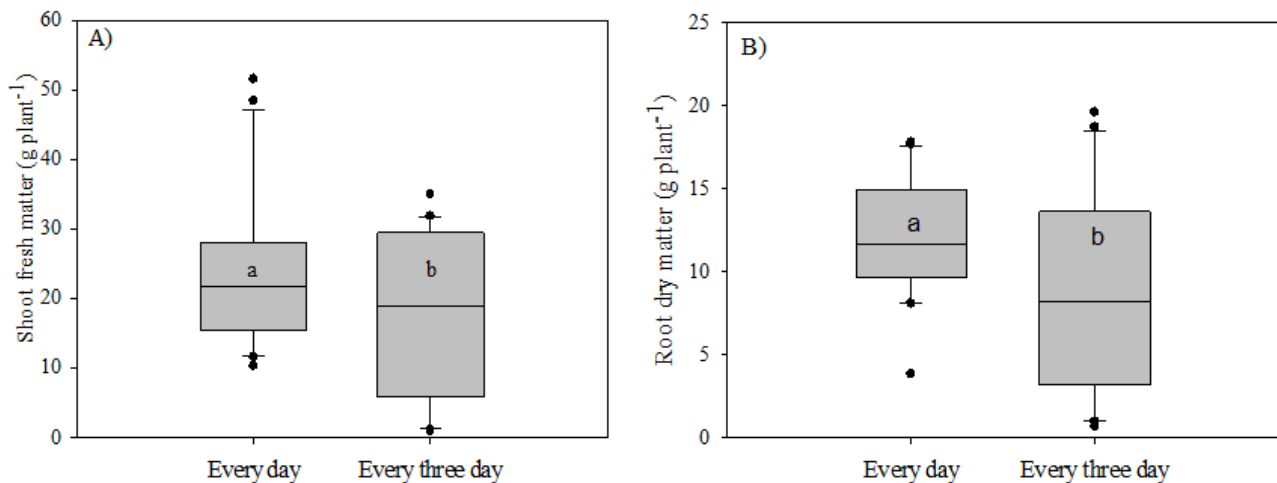 A)
Shoot fresh matter (g plant⁻¹)
60
50
40
30
20
10
0
a
b
Every day
Every three day
B)
Root dry matter (g plant⁻¹)
25
20
15
10
5
0
a
b
Every day
Every three day